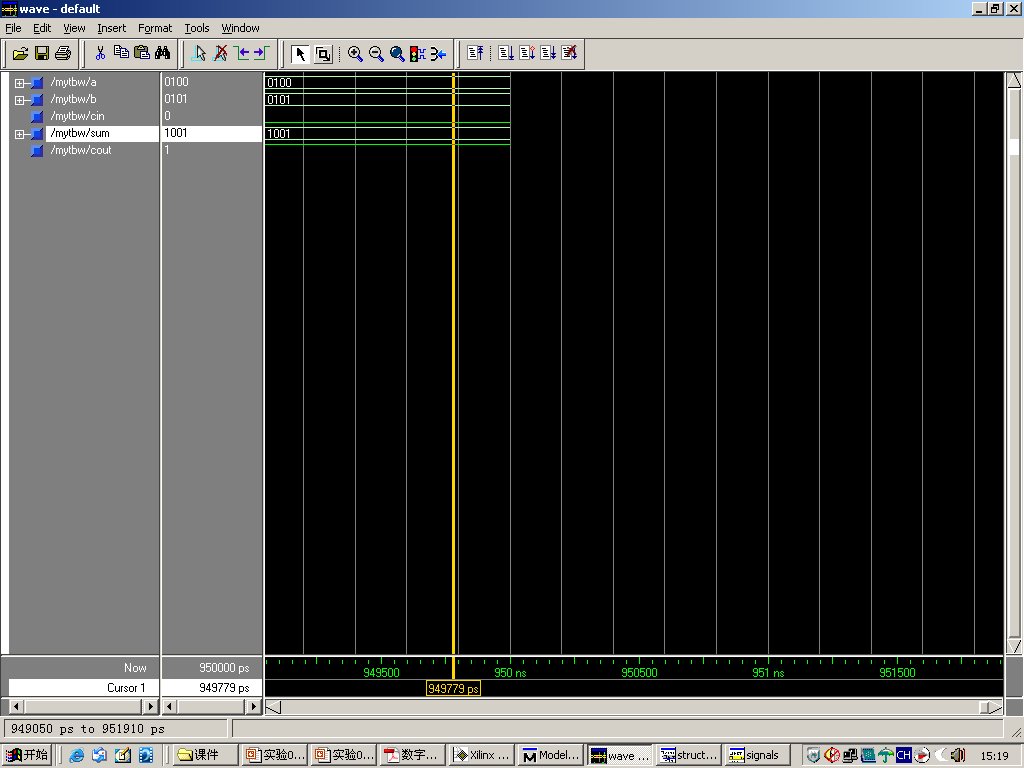 wave - default
File Edit View Insert Format Tools Window
/mytbw/a 0100 0100
/mytbw/b 0101 0101
/mytbw/cin 0
/mytbw/sum 1001 1001
/mytbw/cout 1
Now 950000 ps 949500 950 ns 950500 951 ns 951500
Cursor 1 949779 ps 949779 ps
949050 ps to 951910 ps
开始 课件 实验0... 实验0... 数字... Xilinx ... Model... wave ... struct... signals CH 15:19